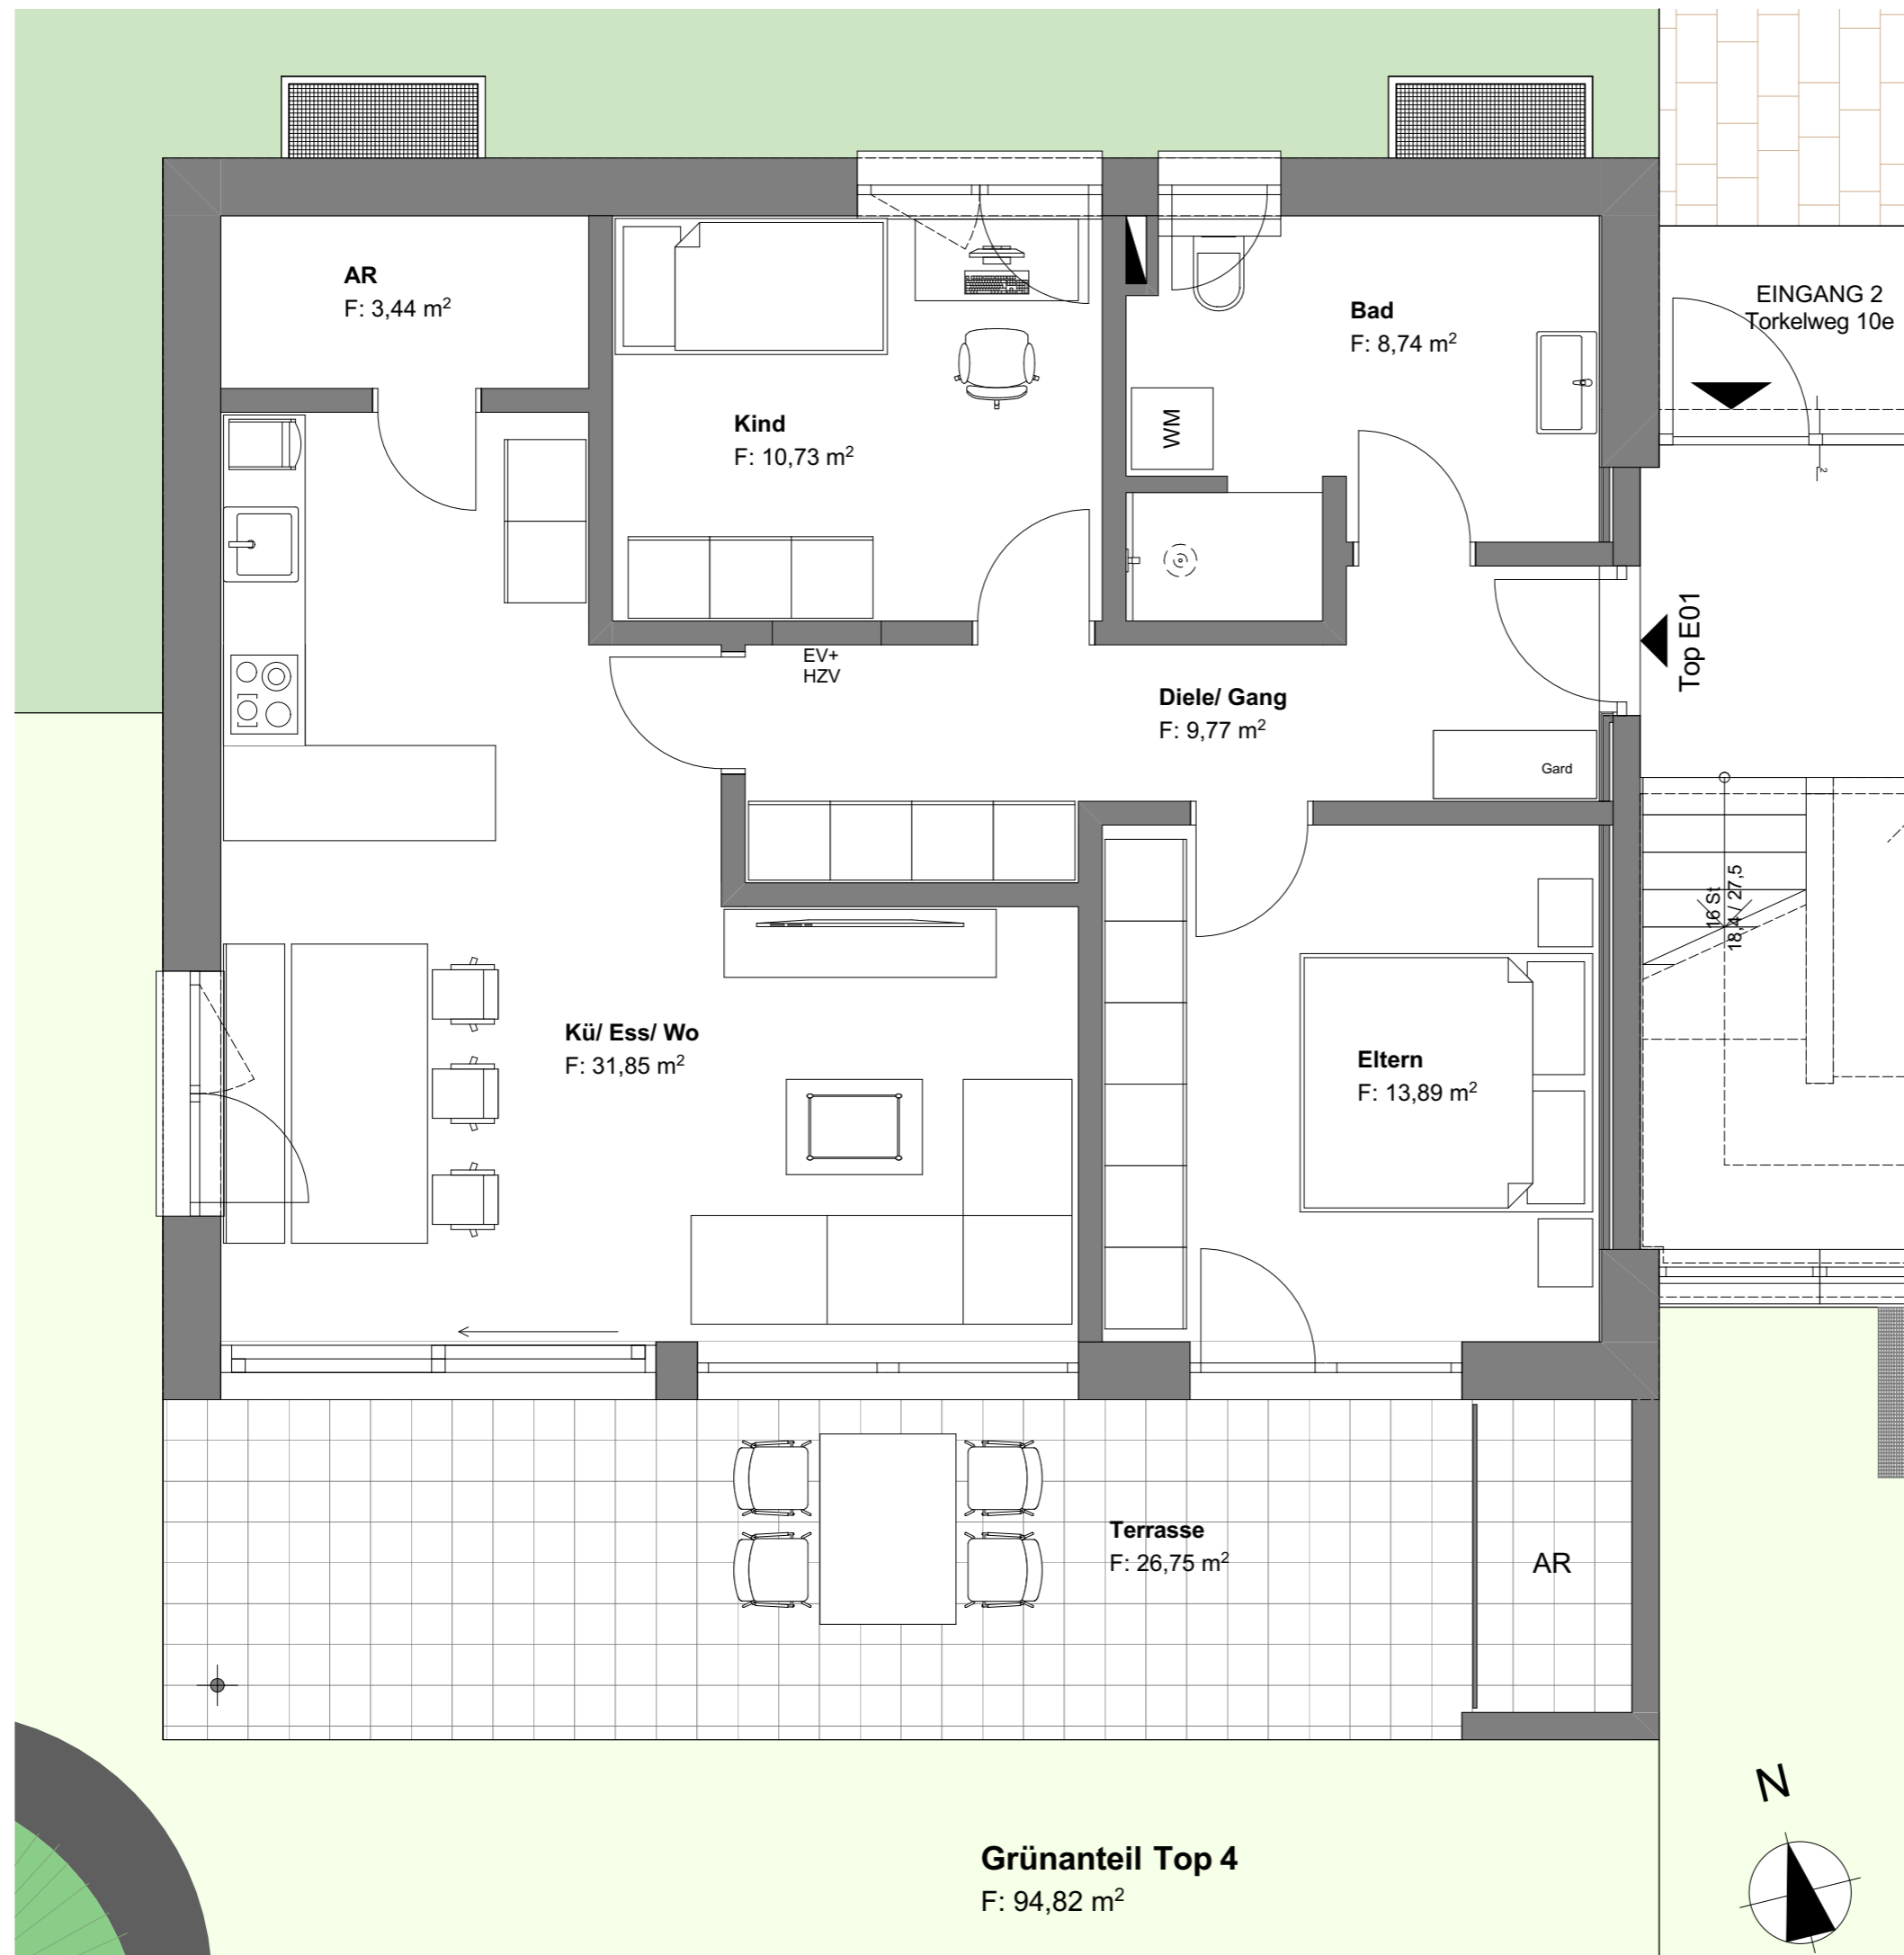 AR
F: 3,44 m²
EINGANG 2
Torkelweg 10e
Bad
F: 8,74 m²
Kind
F: 10,73 m²
WM
2
Top E01
EV+
HZV
Diele/ Gang
F: 9,77 m²
Gard
16 St
18,4 / 27,5
Kü/ Ess/ Wo
F: 31,85 m²
Eltern
F: 13,89 m²
Terrasse
F: 26,75 m²
AR
N
Grünanteil Top 4
F: 94,82 m²